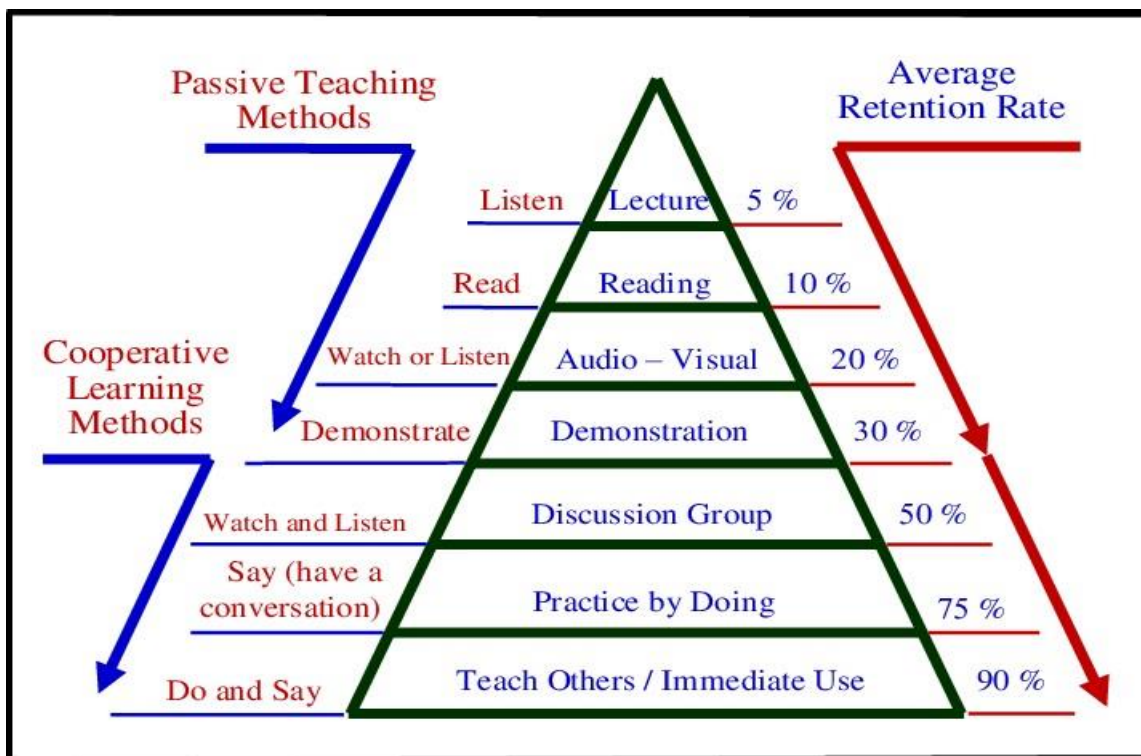 Passive Teaching
Methods
Average
Retention Rate
Listen Lecture 5 %
Read Reading 10 %
Cooperative
Learning
Methods
Watch or Listen Audio – Visual 20 %
Demonstrate Demonstration 30 %
Watch and Listen Discussion Group 50 %
Say (have a
conversation) Practice by Doing 75 %
Do and Say Teach Others / Immediate Use 90 %